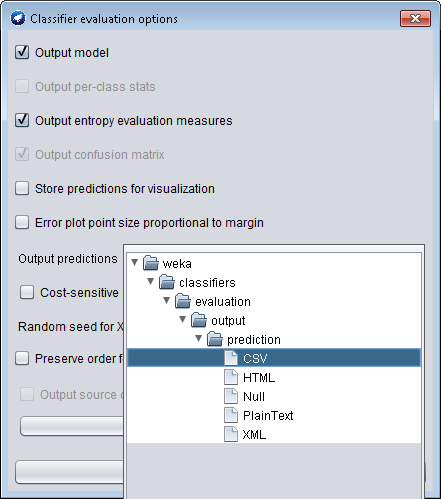 Classifier evaluation options
Output model
Output per-class stats
Output entropy evaluation measures
Output confusion matrix
Store predictions for visualization
Error plot point size proportional to margin
Output predictions
Cost-sensitive
Random seed for X
Preserve order f
Output source
weka
classifiers
evaluation
output
prediction
CSV
HTML
Null
PlainText
XML